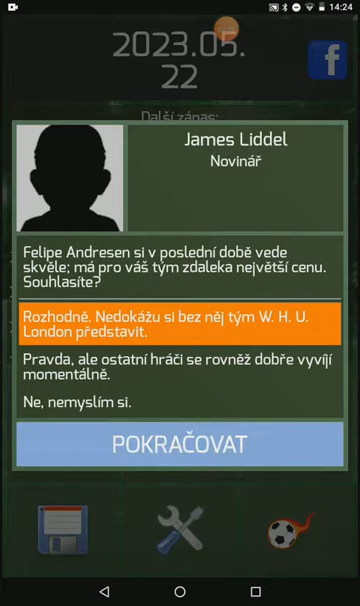 14:24
2023.05.
22
f
Další zápas:
James Liddel
Novinář
Felipe Andresen si v poslední době vede
skvěle; má pro váš tým zdaleka největší cenu.
Souhlasíte?
Rozhodně. Nedokážu si bez něj tým W. H. U.
London představit.
Pravda, ale ostatní hráči se rovněž dobře vyvíjí
momentálně.
Ne, nemyslím si.
POKRAČOVAT